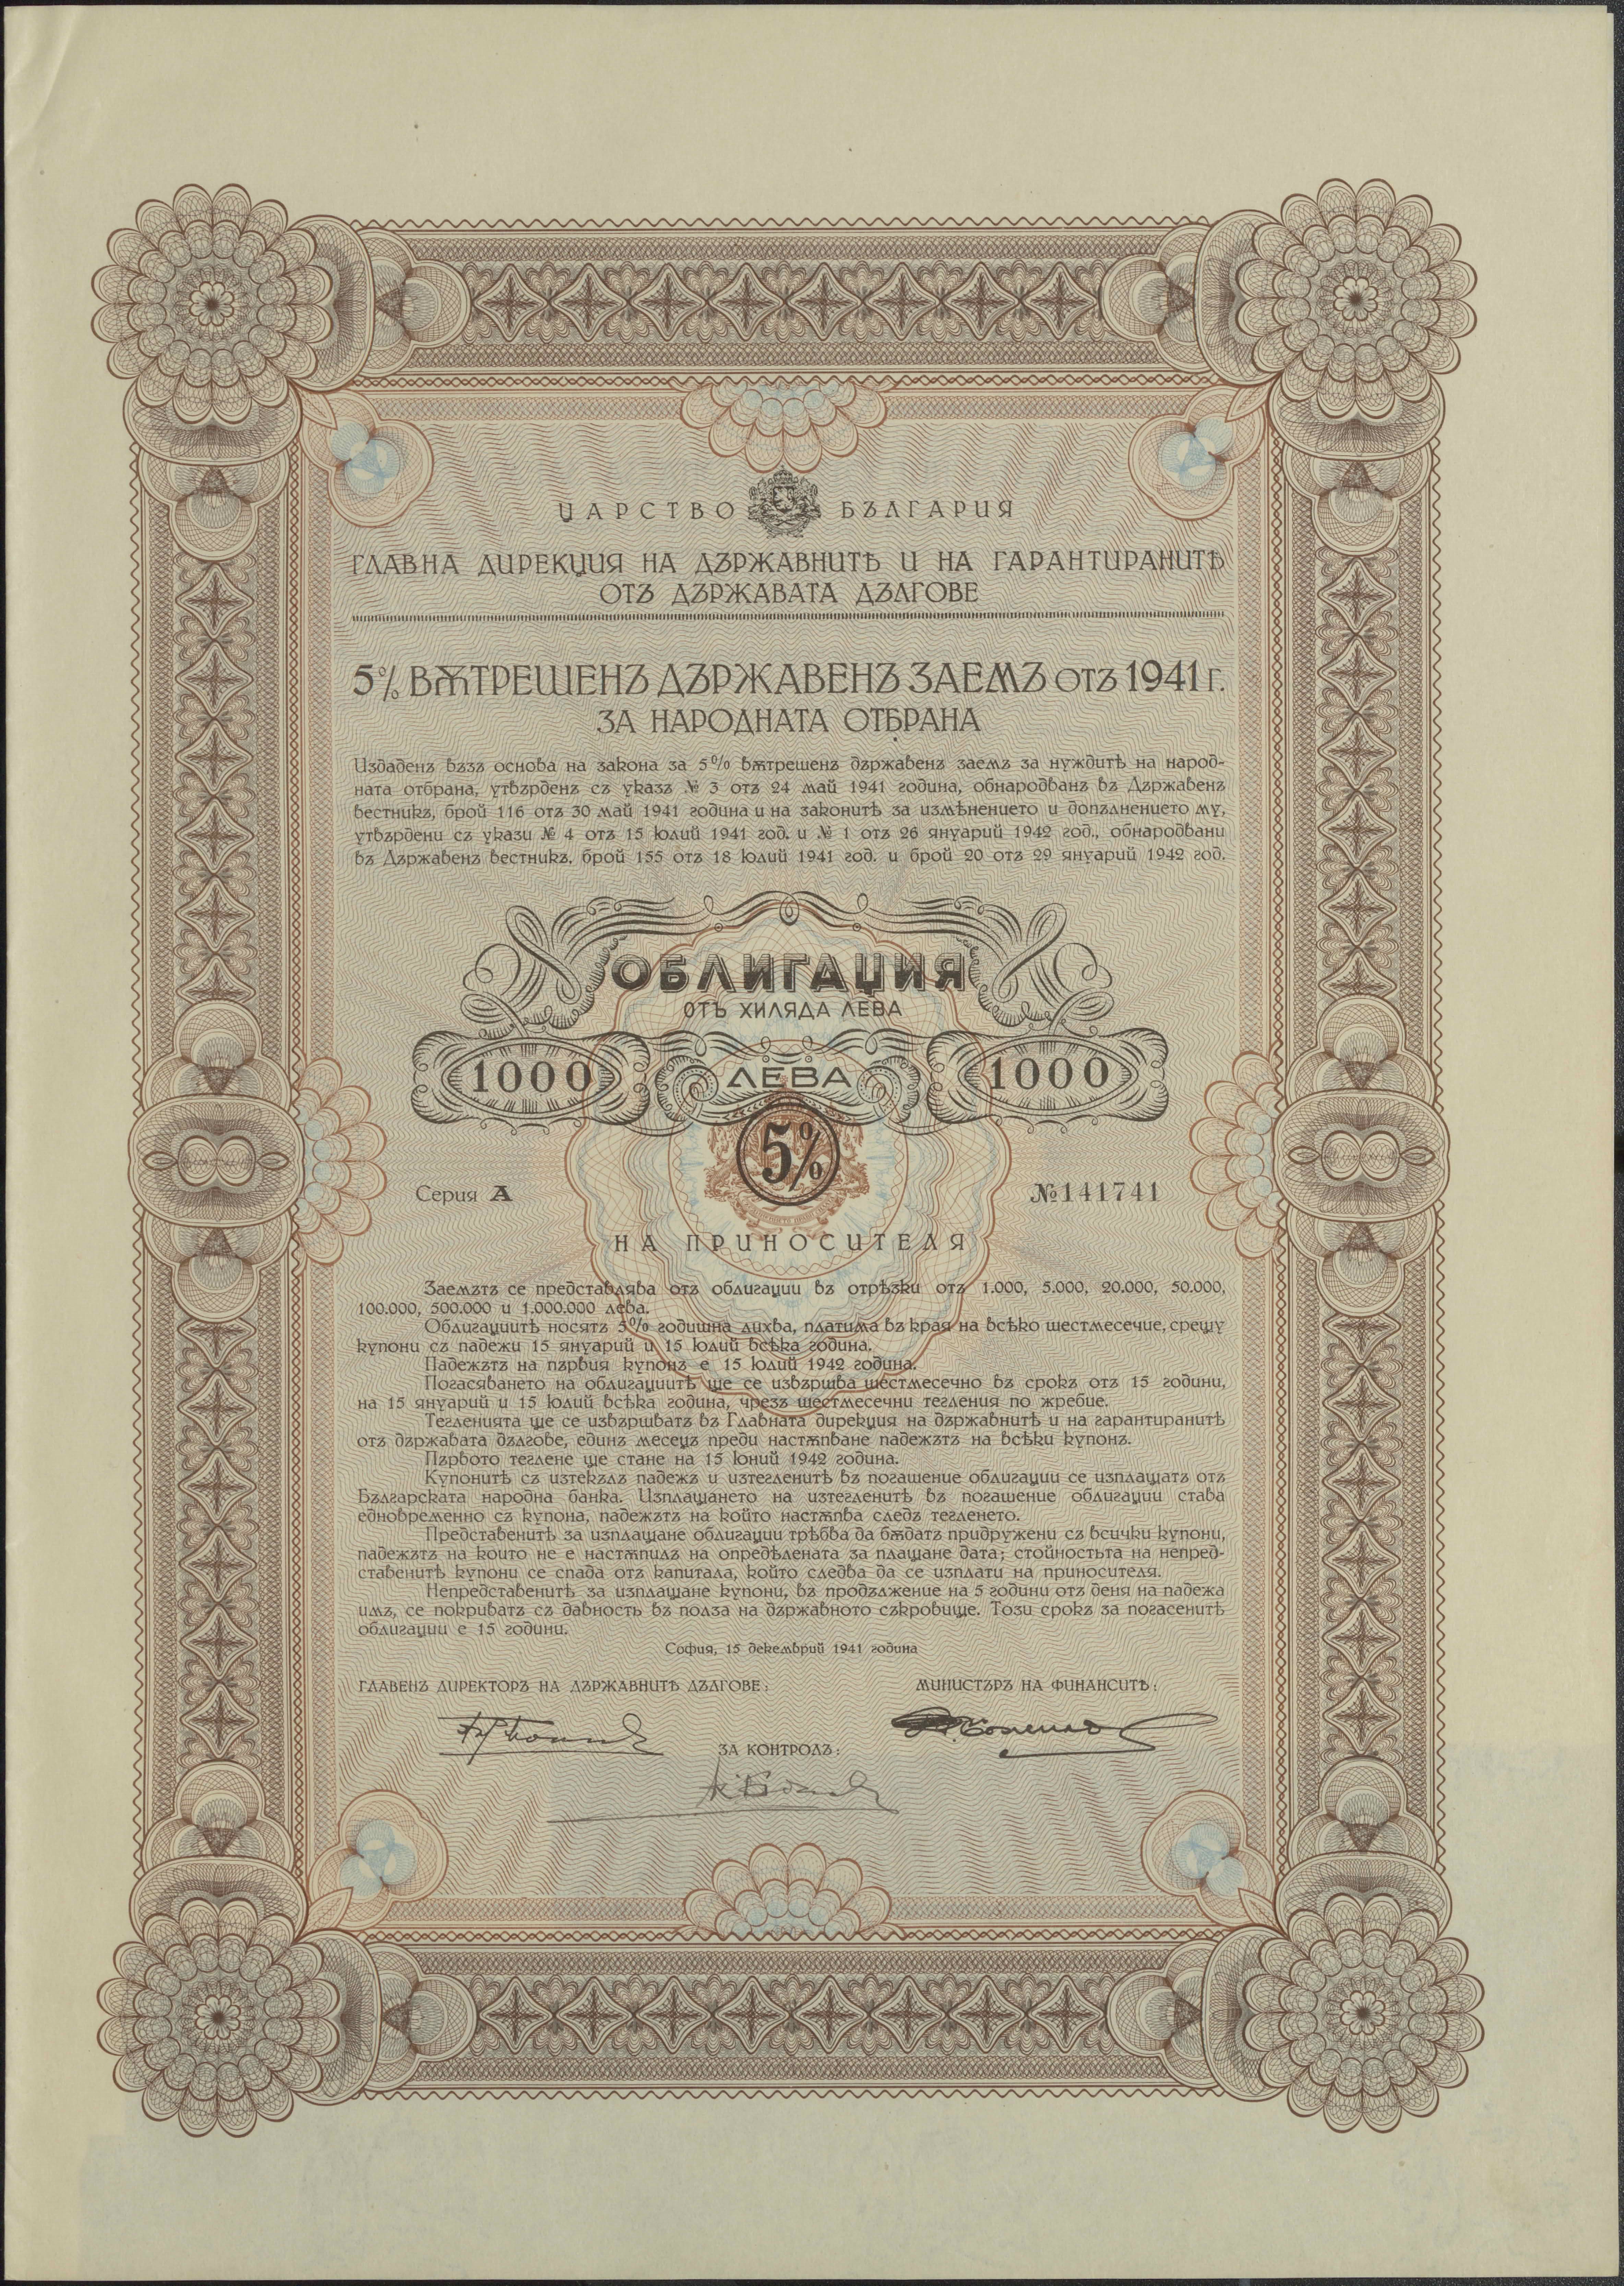 ЦАРСТВО БЪЛГАРИЯ
ГЛАВНА ДИРЕКЦИЯ НА ДЪРЖАВНИТѢ И НА ГАРАНТИРАНИТѢ
ОТЪ ДЪРЖАВАТА ДЪЛГОВЕ
5% ВѪТРЕШЕНЪ ДЪРЖАВЕНЪ ЗАЕМЪ ОТЪ 1941 Г.
ЗА НАРОДНАТА ОТБРАНА
Издаденъ възъ основа на закона за 5% вѫтрешенъ държавенъ заемъ за нуждитѣ на народ-
ната отбрана, утвърденъ съ указъ № 3 отъ 24 май 1941 година, обнародванъ въ Държавенъ
вестникъ, брой 116 отъ 30 май 1941 година и на законитѣ за измѣнението и допълнението му,
утвърдени съ укази № 4 отъ 15 юлий 1941 год. и № 1 отъ 26 януарий 1942 год., обнародвани
въ Държавенъ вестникъ, брой 155 отъ 18 юлий 1941 год. и брой 20 отъ 29 януарий 1942 год.
ОБЛИГАЦИЯ
ОТЪ ХИЛЯДА ЛЕВА
1000 ЛЕВА 1000
5%
Серия А №141741
НА ПРИНОСИТЕЛЯ
Заемътъ се представлява отъ облигации въ отрѣзки отъ 1.000, 5.000, 20.000, 50.000,
100.000, 500.000 и 1.000.000 лева.
Облигациитѣ носятъ 5% годишна лихва, платима въ края на всѣко шестмесечие, срещу
купони съ падежи 15 януарий и 15 юлий всѣка година.
Падежътъ на първия купонъ е 15 юлий 1942 година.
Погасяването на облигациитѣ ще се извършва шестмесечно въ срокъ отъ 15 години,
на 15 януарий и 15 юлий всѣка година, чрезъ шестмесечни тегления по жребие.
Тегленията ще се извършватъ въ Главната дирекция на държавнитѣ и на гарантиранитѣ
отъ държавата дългове, единъ месецъ преди настѫпване падежътъ на всѣки купонъ.
Първото теглене ще стане на 15 юний 1942 година.
Купонитѣ съ изтекълъ падежъ и изтегленитѣ въ погашение облигации се изплащатъ отъ
Българската народна банка. Изплащането на изтегленитѣ въ погашение облигации става
едновременно съ купона, падежътъ на който настѫпва следъ тегленето.
Представенитѣ за изплащане облигации трѣбва да бѫдатъ придружени съ всички купони,
падежътъ на които не е настѫпилъ на опредѣлената за плащане дата; стойностьта на непред-
ставенитѣ купони се спада отъ капитала, който следва да се изплати на приносителя.
Непредставенитѣ за изплащане купони, въ продължение на 5 години отъ деня на падежа
имъ, се покриватъ съ давность въ полза на държавното съкровище. Този срокъ за погасенитѣ
облигации е 15 години.
София, 15 декемврий 1941 година
ГЛАВЕНЪ ДИРЕКТОРЪ НА ДЪРЖАВНИТѢ ДЪЛГОВЕ: МИНИСТЪРЪ НА ФИНАНСИТѢ:
ЗА КОНТРОЛЪ: